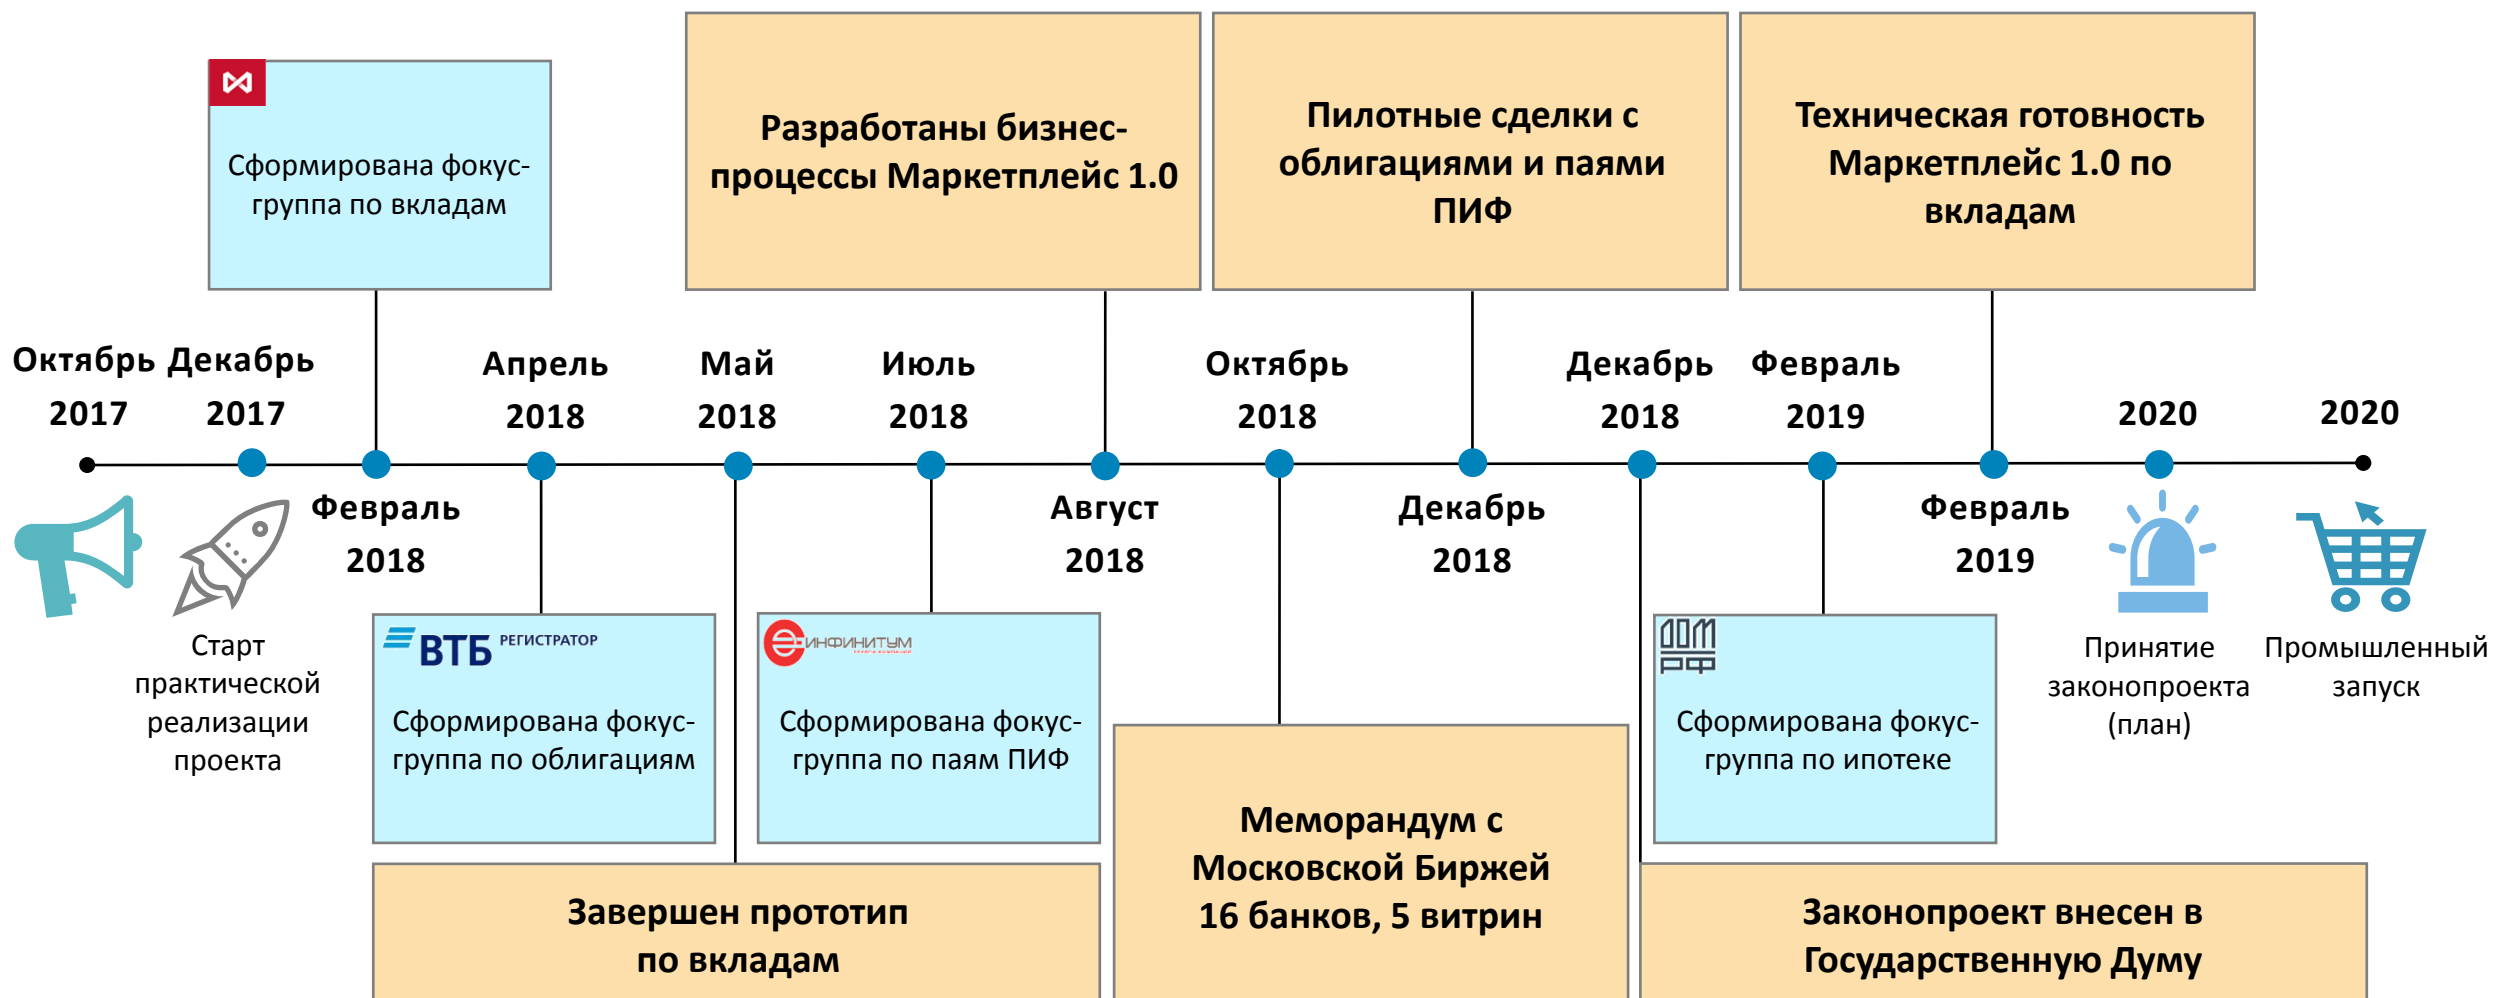 Сформирована фокус-
группа по вкладам
Разработаны бизнес-
процессы Маркетплейс 1.0
Пилотные сделки с
облигациями и паями
ПИФ
Техническая готовность
Маркетплейс 1.0 по
вкладам
Октябрь
2017
Декабрь
2017
Февраль
2018
Апрель
2018
Май
2018
Июль
2018
Август
2018
Октябрь
2018
Декабрь
2018
Декабрь
2018
Февраль
2019
Февраль
2019
2020
2020
Старт
практической
реализации
проекта
ВТБ РЕГИСТРАТОР
Сформирована фокус-
группа по облигациям
ИНФИНИТУМ
Сформирована фокус-
группа по паям ПИФ
ДОМ
РФ
Сформирована фокус-
группа по ипотеке
Принятие
законопроекта
(план)
Промышленный
запуск
Завершен прототип
по вкладам
Меморандум с
Московской Биржей
16 банков, 5 витрин
Законопроект внесен в
Государственную Думу